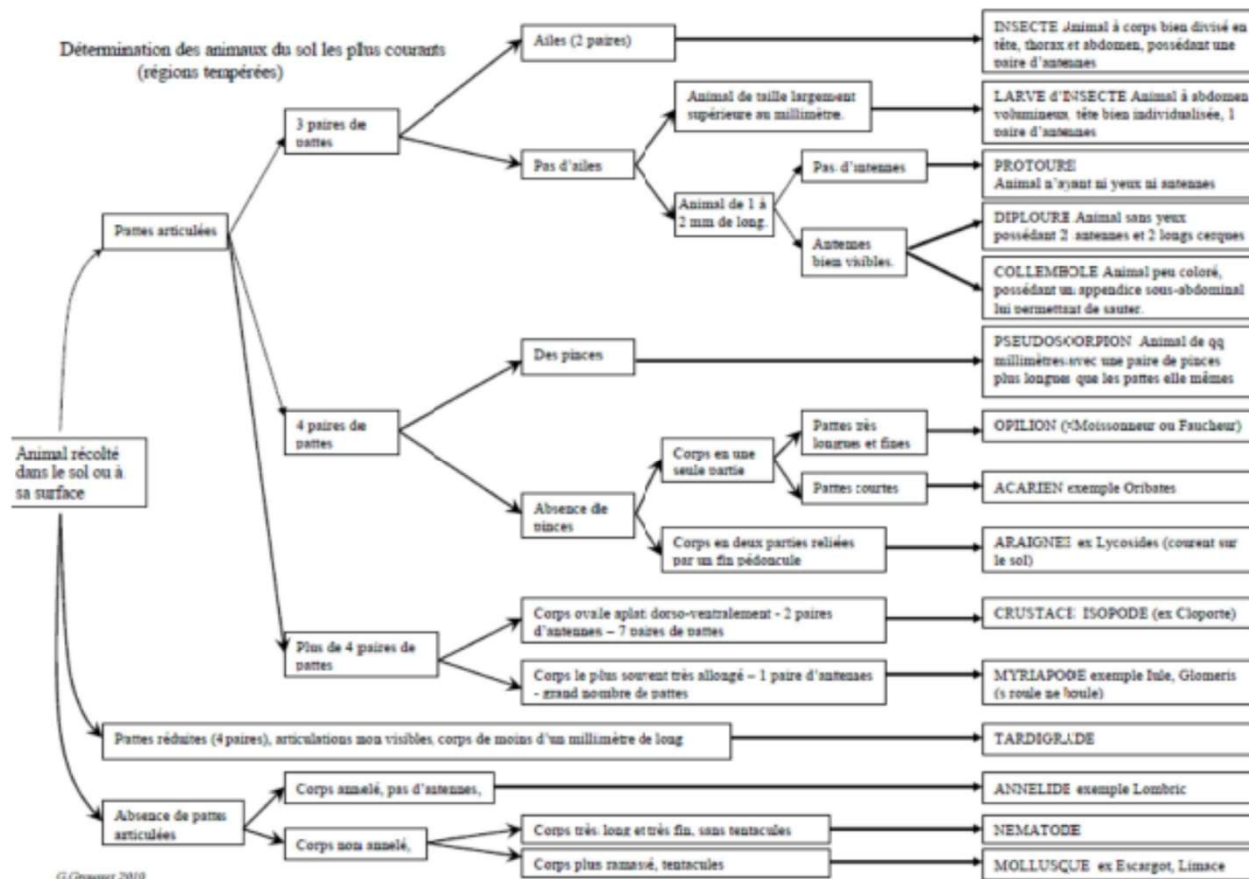 Détermination des animaux du sol les plus courants
(régions tempérées)
Ailes (2 paires)
INSECTE Animal à corps bien divisé en
tête, thorax et abdomen, possédant une
paire d'antennes
3 paires de
pattes
Animal de taille largement
supérieure au millimètre.
LARVE d'INSECTE Animal à abdomen
volumineux, tête bien individualisée, 1
paire d'antennes
Pas d'ailes
Pas d'antennes
PROTOURE
Animal n'ayant ni yeux ni antennes
Animal de 1 à
2 mm de long.
Pattes articulées
DIPLOURE Animal sans yeux
possédant 2 antennes et 2 longs cerques
Antennes
bien visibles.
COLLEMBOLE Animal peu coloré,
possédant un appendice sous-abdominal
lui permettant de sauter.
Des pinces
PSEUDOSCORPION Animal de qq
millimètres avec une paire de pinces
plus longues que les pattes elle mêmes
4 paires de
pattes
Pattes très
longues et fines
OPILION (Moissonneur ou Faucheur)
Corps en une
seule partie
Animal récolté
dans le sol ou à
sa surface
Pattes courtes
ACARIEN exemple Oribates
Absence de
pinces
Corps en deux parties reliées
par un fin pédoncule
ARAIGNEE ex Lycosides (courent sur
le sol)
Corps ovale aplati dorso-ventralement - 2 paires
d'antennes – 7 paires de pattes
CRUSTACE ISOPODE (ex Cloporte)
Plus de 4 paires de
pattes
Corps le plus souvent très allongé – 1 paire d'antennes
- grand nombre de pattes
MYRIAPODE exemple Iule, Glomeris
(s roule ne boule)
Pattes réduites (4 paires), articulations non visibles, corps de moins d'un millimètre de long
TARDIGRADE
Corps annelé, pas d'antennes,
ANNELIDE exemple Lombric
Absence de pattes
articulées
Corps non annelé,
Corps très long et très fin, sans tentacules
NEMATODE
Corps plus ramassé, tentacules
MOLLUSQUE ex Escargot, Limace
2010